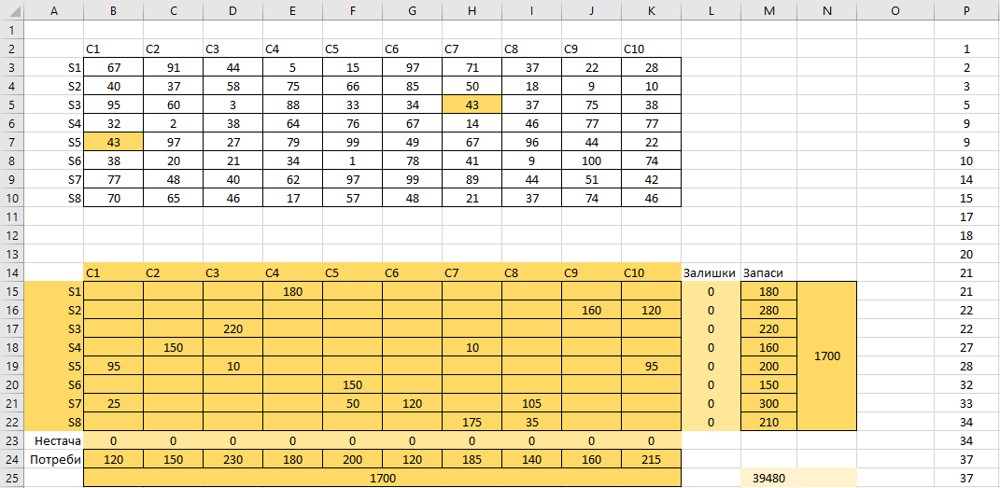 A B C D E F G H I J K L M N O P
1
2 C1 C2 C3 C4 C5 C6 C7 C8 C9 C10 1
3 S1 67 91 44 5 15 97 71 37 22 28 2
4 S2 40 37 58 75 66 85 50 18 9 10 3
5 S3 95 60 3 88 33 34 43 37 75 38 5
6 S4 32 2 38 64 76 67 14 46 77 77 9
7 S5 43 97 27 79 99 49 67 96 44 22 9
8 S6 38 20 21 34 1 78 41 9 100 74 10
9 S7 77 48 40 62 97 99 89 44 51 42 14
10 S8 70 65 46 17 57 48 21 37 74 46 15
11 17
12 18
13 20
14 C1 C2 C3 C4 C5 C6 C7 C8 C9 C10 Залишки Запаси 21
15 S1 180 0 180 21
16 S2 160 120 0 280 22
17 S3 220 0 220 22
18 S4 150 10 0 160 27
19 S5 95 10 95 0 200 1700 28
20 S6 150 0 150 32
21 S7 25 50 120 105 0 300 33
22 S8 175 35 0 210 34
23 Нестача 0 0 0 0 0 0 0 0 0 0 34
24 Потреби 120 150 230 180 200 120 185 140 160 215 37
25 1700 39480 37